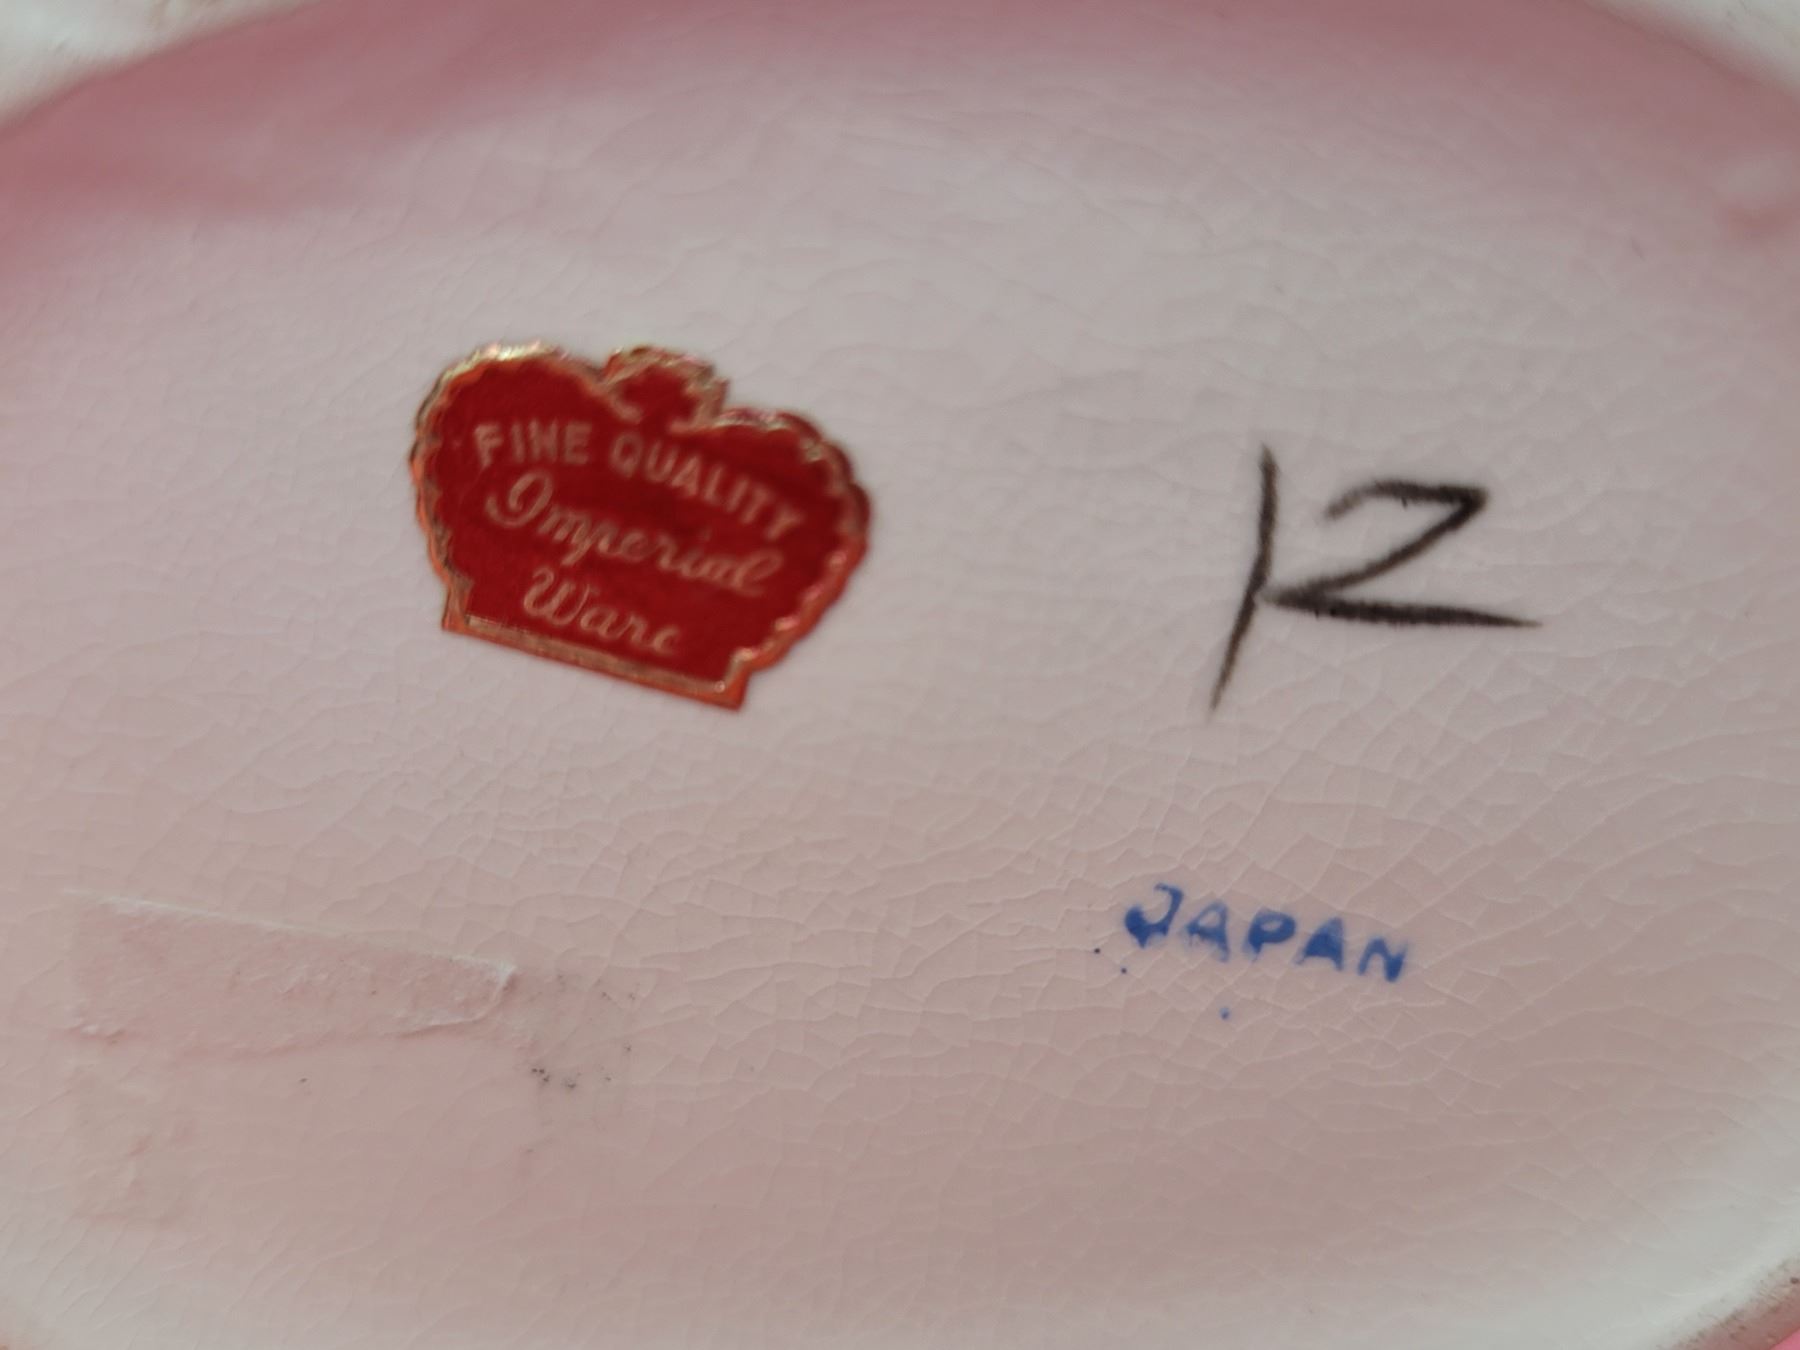 FINE QUALITY
Imperial
Ware
12
JAPAN